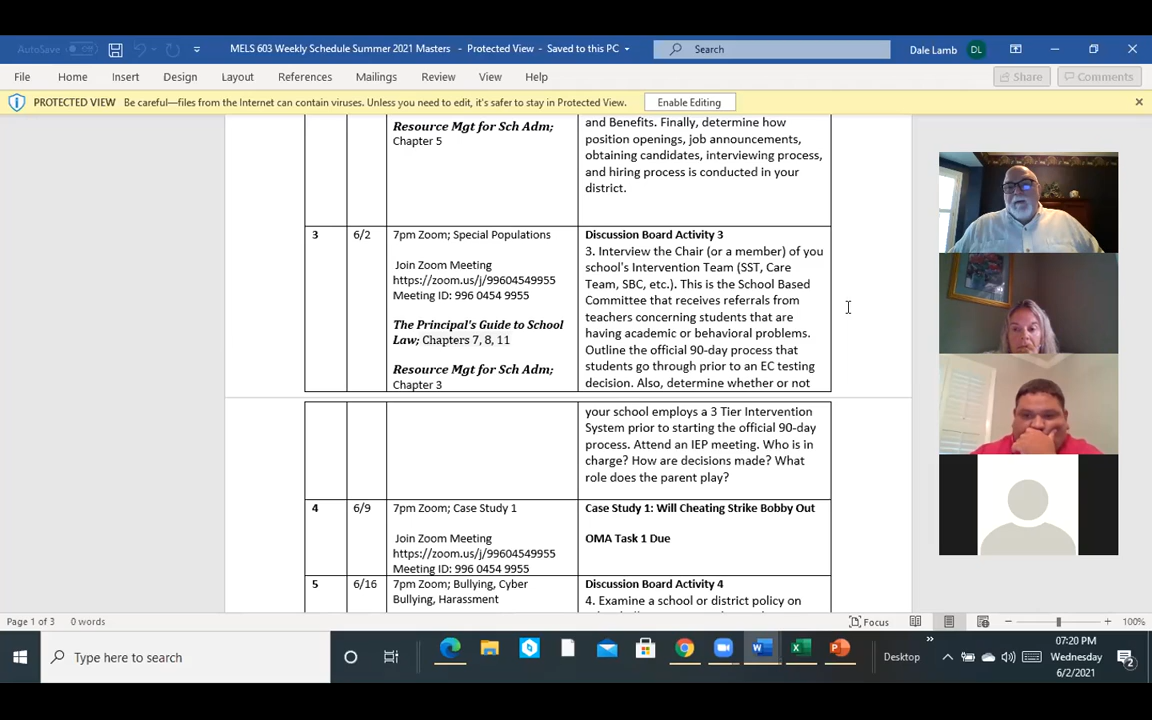 AutoSave Off
MELS 603 Weekly Schedule Summer 2021 Masters - Protected View - Saved to this PC
Search
Dale Lamb DL
File Home Insert Design Layout References Mailings Review View Help Share Comments
PROTECTED VIEW Be careful—files from the Internet can contain viruses. Unless you need to edit, it's safer to stay in Protected View. Enable Editing
Resource Mgt for Sch Adm;
Chapter 5
and Benefits. Finally, determine how
position openings, job announcements,
obtaining candidates, interviewing process,
and hiring process is conducted in your
district.
3
6/2
7pm Zoom; Special Populations
Join Zoom Meeting
https://zoom.us/j/99604549955
Meeting ID: 996 0454 9955
The Principal's Guide to School
Law; Chapters 7, 8, 11
Resource Mgt for Sch Adm;
Chapter 3
Discussion Board Activity 3
3. Interview the Chair (or a member) of you
school's Intervention Team (SST, Care
Team, SBC, etc.). This is the School Based
Committee that receives referrals from
teachers concerning students that are
having academic or behavioral problems.
Outline the official 90-day process that
students go through prior to an EC testing
decision. Also, determine whether or not
your school employs a 3 Tier Intervention
System prior to starting the official 90-day
process. Attend an IEP meeting. Who is in
charge? How are decisions made? What
role does the parent play?
4
6/9
7pm Zoom; Case Study 1
Join Zoom Meeting
https://zoom.us/j/99604549955
Meeting ID: 996 0454 9955
Case Study 1: Will Cheating Strike Bobby Out
OMA Task 1 Due
5
6/16
7pm Zoom; Bullying, Cyber
Bullying, Harassment
Discussion Board Activity 4
4. Examine a school or district policy on
Page 1 of 3 0 words Focus 100%
Type here to search
Desktop
07:20 PM
Wednesday
6/2/2021
2